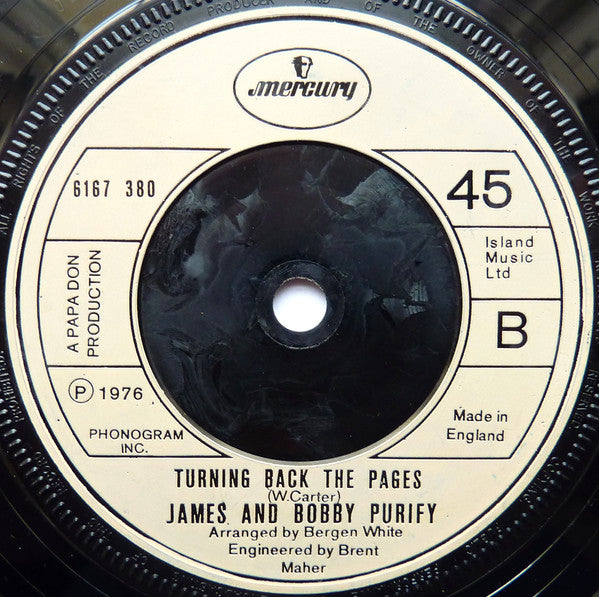 ALL RIGHTS OF THE RECORD PRODUCER AND OF THE OWNER OF THE WORK
mercury
6167 380
45
Island
Music
Ltd
A PAPA DON
PRODUCTION
B
Ⓟ 1976
PHONOGRAM
INC.
Made in
England
TURNING BACK THE PAGES
(W.Carter)
JAMES AND BOBBY PURIFY
Arranged by Bergen White
Engineered by Brent
Maher